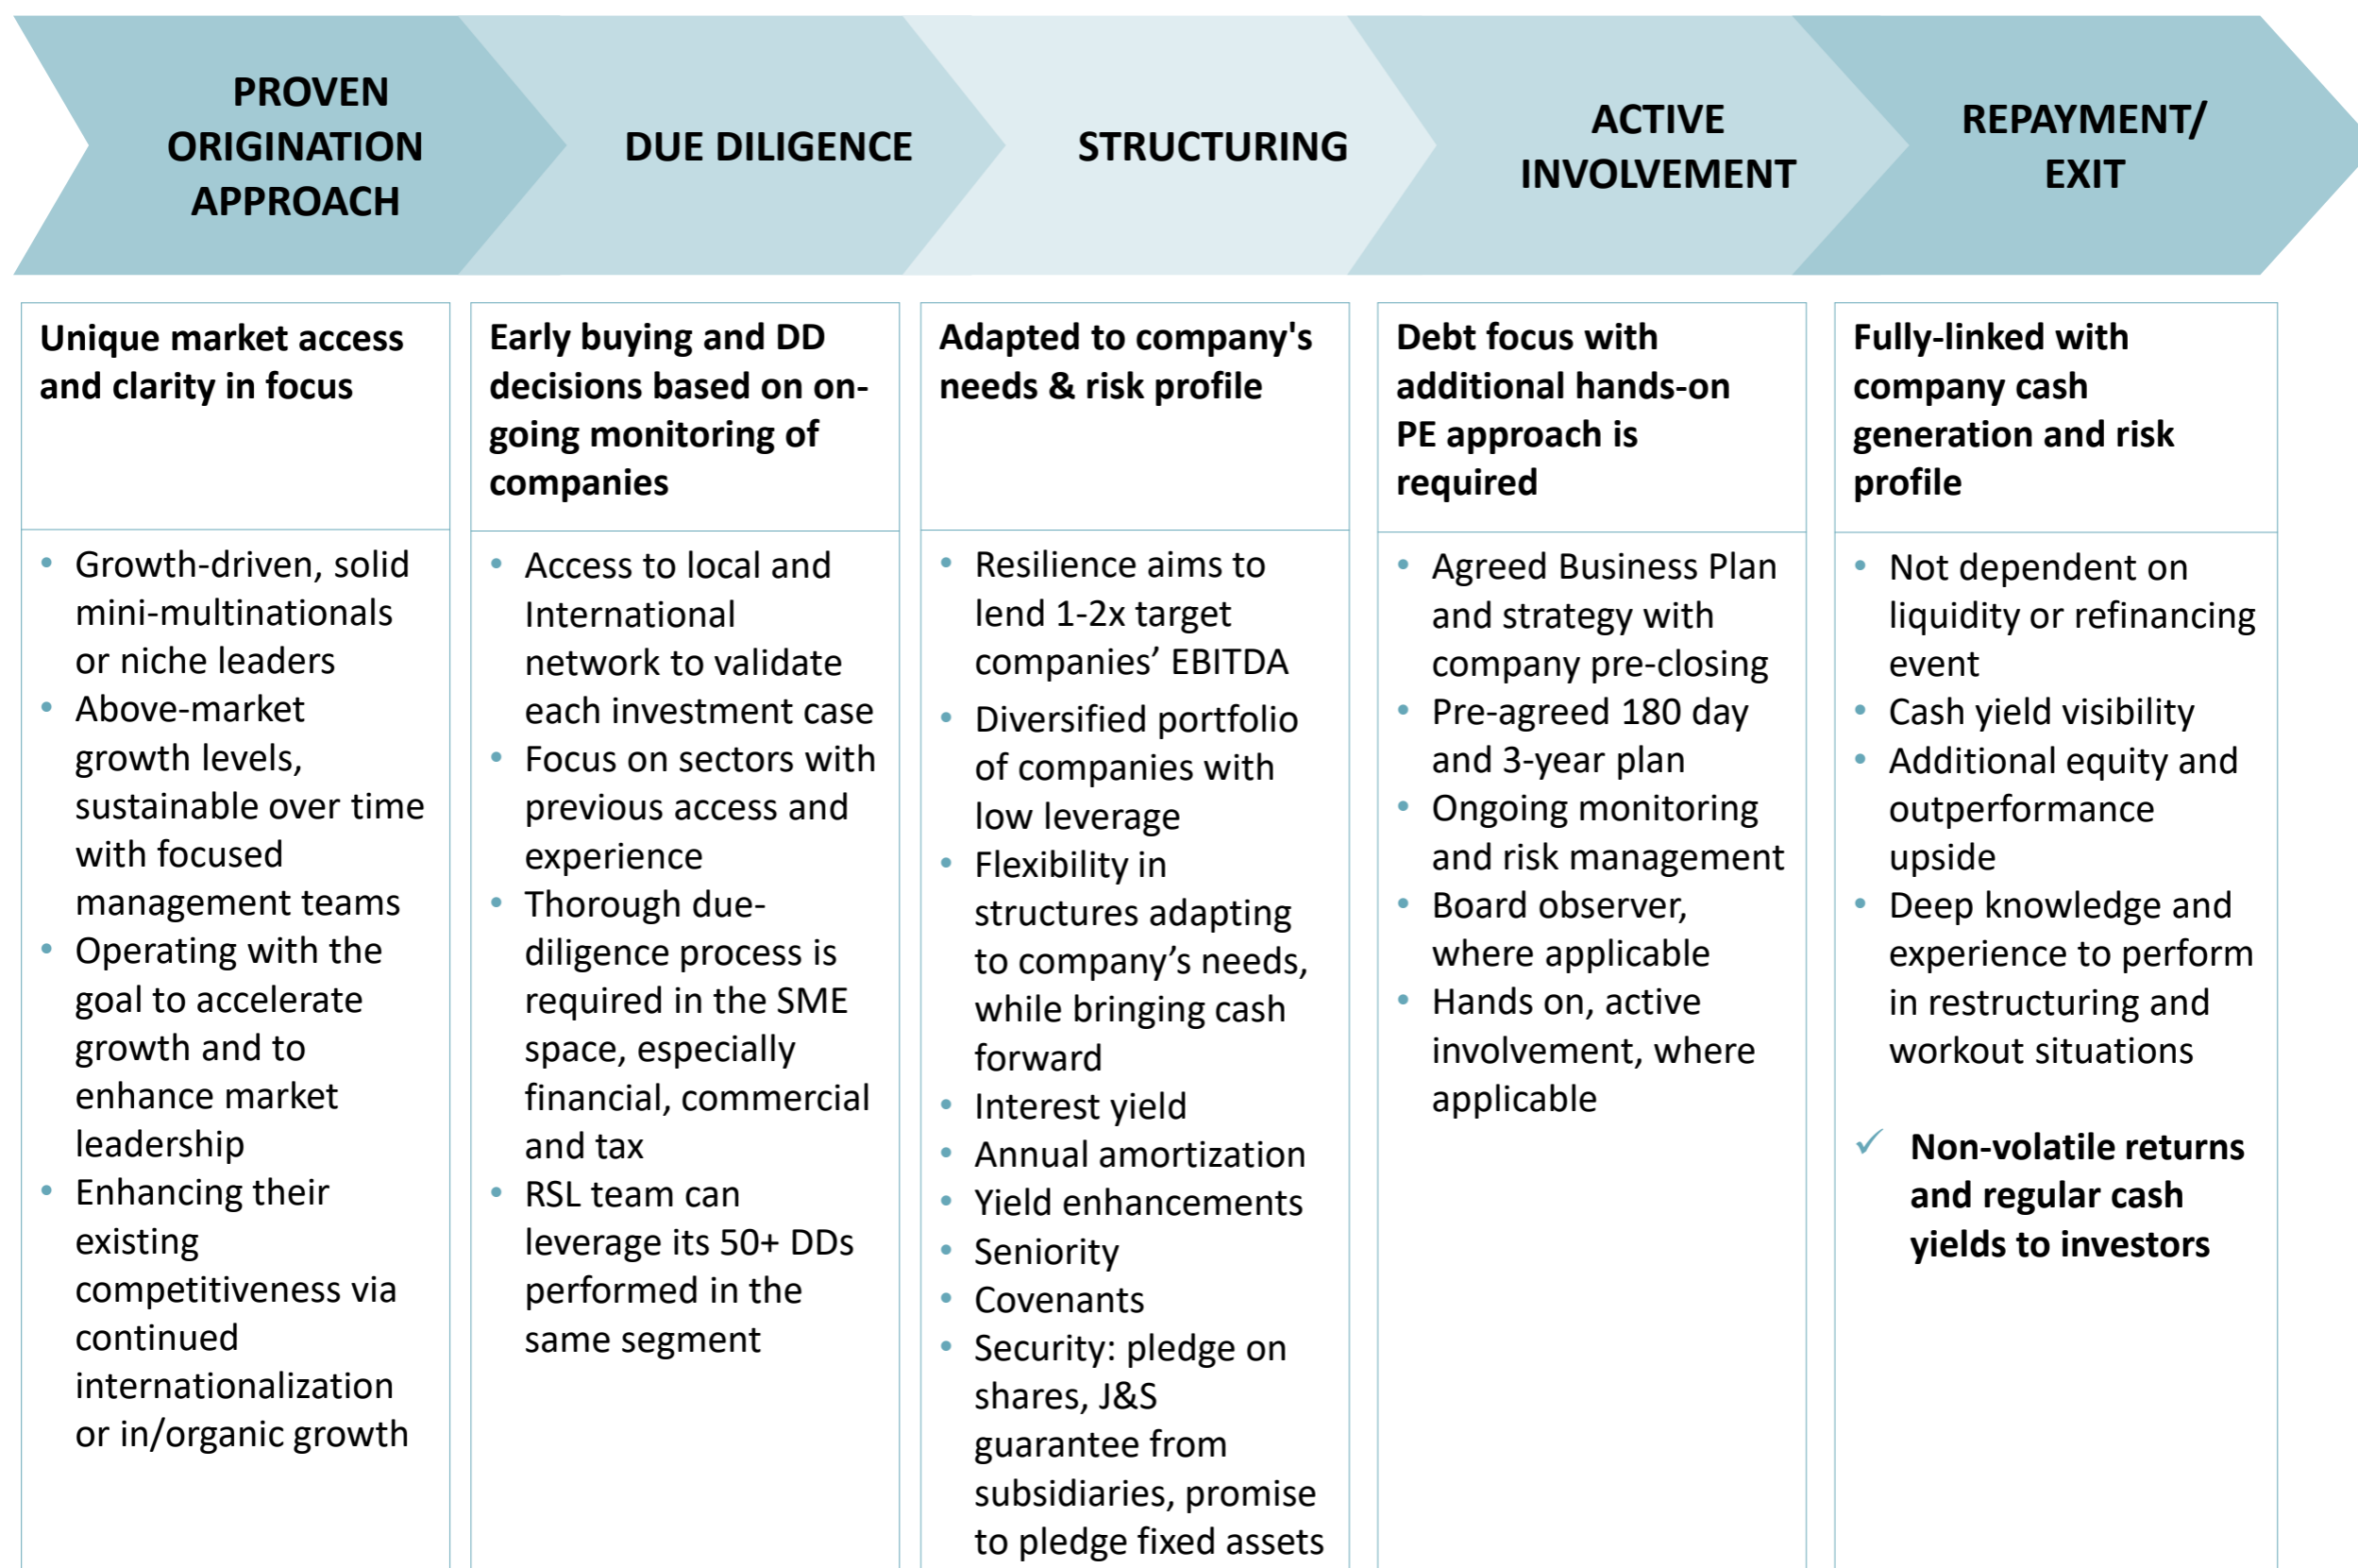 PROVEN
ORIGINATION
APPROACH
DUE DILIGENCE
STRUCTURING
ACTIVE
INVOLVEMENT
REPAYMENT/
EXIT
Unique market access
and clarity in focus
• Growth-driven, solid
mini-multinationals
or niche leaders
• Above-market
growth levels,
sustainable over time
with focused
management teams
• Operating with the
goal to accelerate
growth and to
enhance market
leadership
• Enhancing their
existing
competitiveness via
continued
internationalization
or in/organic growth
Early buying and DD
decisions based on on-
going monitoring of
companies
• Access to local and
International
network to validate
each investment case
• Focus on sectors with
previous access and
experience
• Thorough due-
diligence process is
required in the SME
space, especially
financial, commercial
and tax
• RSL team can
leverage its 50+ DDs
performed in the
same segment
Adapted to company's
needs & risk profile
• Resilience aims to
lend 1-2x target
companies’ EBITDA
• Diversified portfolio
of companies with
low leverage
• Flexibility in
structures adapting
to company’s needs,
while bringing cash
forward
• Interest yield
• Annual amortization
• Yield enhancements
• Seniority
• Covenants
• Security: pledge on
shares, J&S
guarantee from
subsidiaries, promise
to pledge fixed assets
Debt focus with
additional hands-on
PE approach is
required
• Agreed Business Plan
and strategy with
company pre-closing
• Pre-agreed 180 day
and 3-year plan
• Ongoing monitoring
and risk management
• Board observer,
where applicable
• Hands on, active
involvement, where
applicable
Fully-linked with
company cash
generation and risk
profile
• Not dependent on
liquidity or refinancing
event
• Cash yield visibility
• Additional equity and
outperformance
upside
• Deep knowledge and
experience to perform
in restructuring and
workout situations
✓ Non-volatile returns
and regular cash
yields to investors